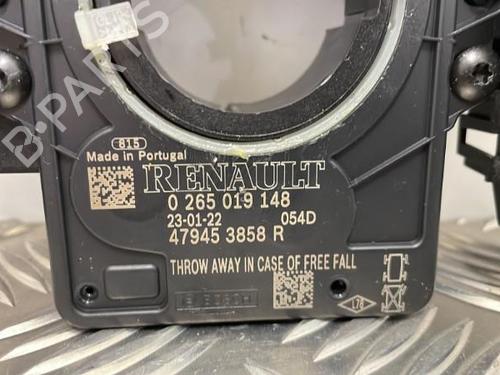 B-PARTS
815
Made in Portugal
RENAULT
0 265 019 148
23-01-22 054D
47945 3858 R
THROW AWAY IN CASE OF FREE FALL
BOSCH